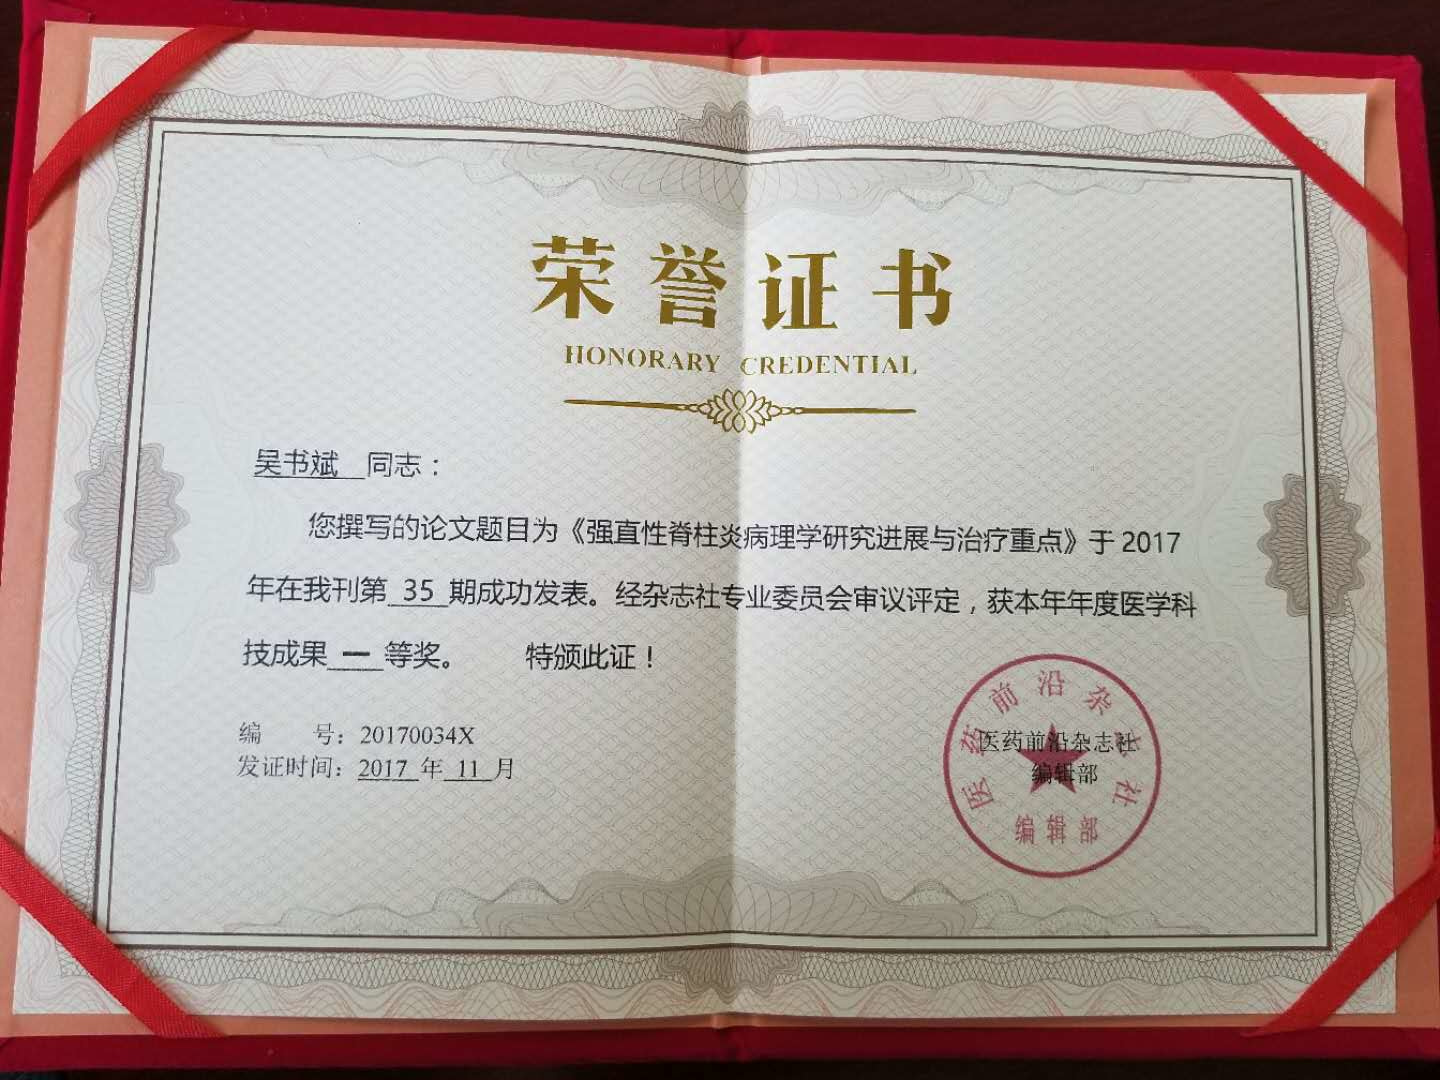 荣誉证书
HONORARY CREDENTIAL
吴书斌 同志：
您撰写的论文题目为《强直性脊柱炎病理学研究进展与治疗重点》于 2017
年在我刊第 35 期成功发表。经杂志社专业委员会审议评定，获本年年度医学科
技成果 一 等奖。 特颁此证！
编 号：20170034X
发证时间：2017 年 11 月
医药前沿杂志社
编辑部
医药前沿杂志社
编辑部